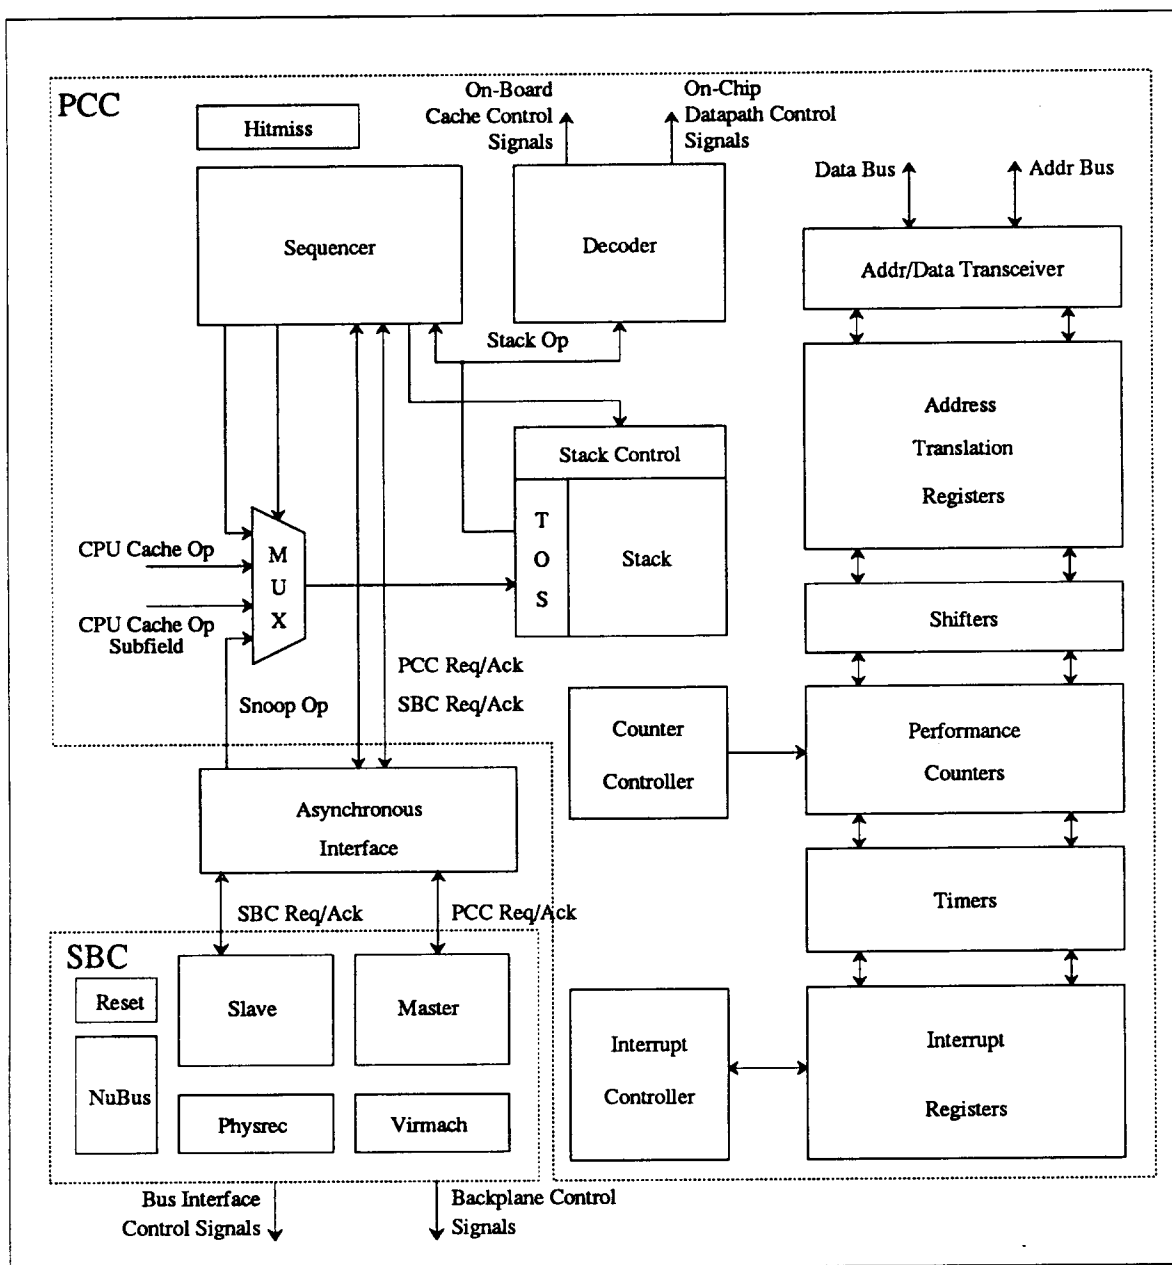 PCC
Hitmiss
On-Board
Cache Control
Signals
On-Chip
Datapath Control
Signals
Sequencer
Decoder
Data Bus
Addr Bus
Addr/Data Transceiver
Stack Op
Address
Translation
Registers
Stack Control
T
O
S
Stack
CPU Cache Op
CPU Cache Op
Subfield
M
U
X
Shifters
PCC Req/Ack
SBC Req/Ack
Snoop Op
Counter
Controller
Performance
Counters
Asynchronous
Interface
SBC Req/Ack
PCC Req/Ack
Timers
SBC
Reset
NuBus
Slave
Master
Physrec
Virmach
Interrupt
Controller
Interrupt
Registers
Bus Interface
Control Signals
Backplane Control
Signals